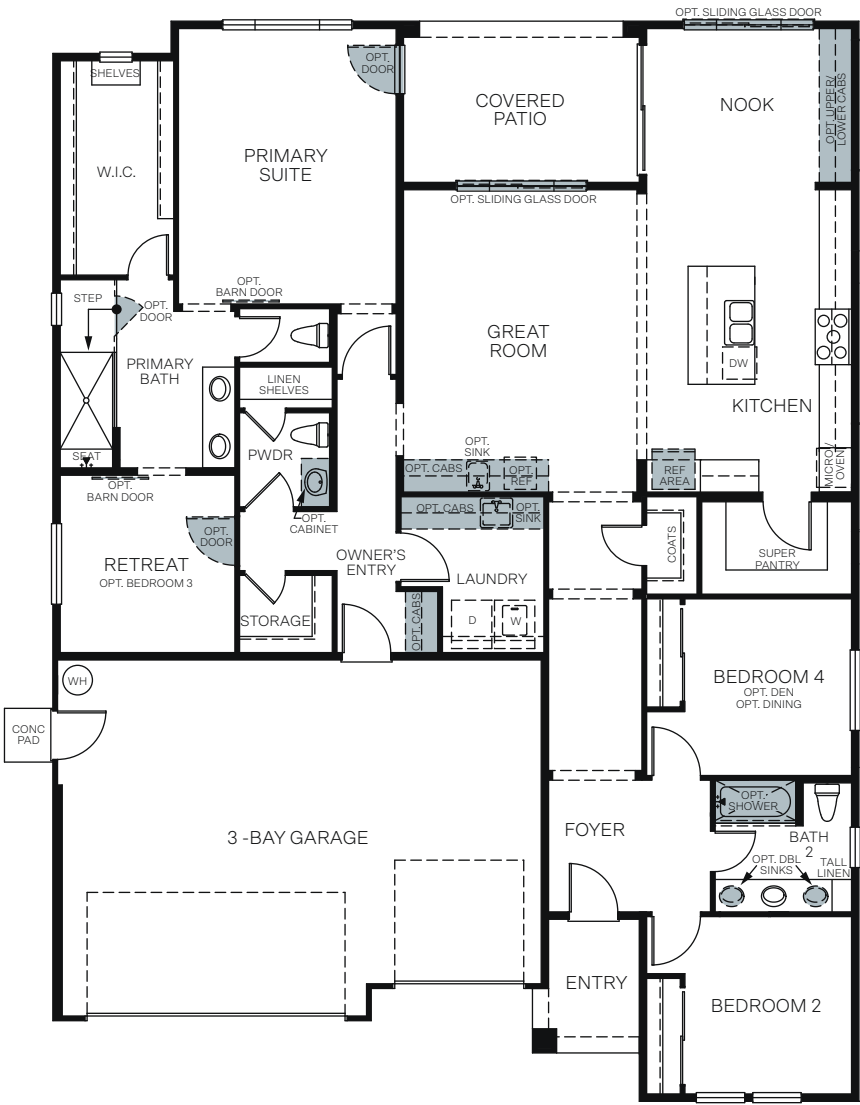 OPT. SLIDING GLASS DOOR
SHELVES
OPT.
DOOR
COVERED
PATIO
NOOK
OPT. UPPER/
LOWER CABS
W.I.C.
PRIMARY
SUITE
OPT. SLIDING GLASS DOOR
STEP
OPT.
DOOR
OPT.
BARN DOOR
PRIMARY
BATH
GREAT
ROOM
DW
KITCHEN
LINEN
SHELVES
SEAT
PWDR
OPT.
SINK
OPT. CABS
OPT.
REF
REF
AREA
MICRO/
OVEN
OPT.
BARN DOOR
OPT.
CABINET
OPT. CABS
OPT.
SINK
OPT.
DOOR
RETREAT
OPT. BEDROOM 3
OWNER'S
ENTRY
LAUNDRY
COATS
SUPER
PANTRY
STORAGE
OPT. CABS
D
W
WH
CONC
PAD
BEDROOM 4
OPT. DEN
OPT. DINING
3 -BAY GARAGE
FOYER
OPT.
SHOWER
BATH
2
OPT. DBL
SINKS
TALL
LINEN
ENTRY
BEDROOM 2